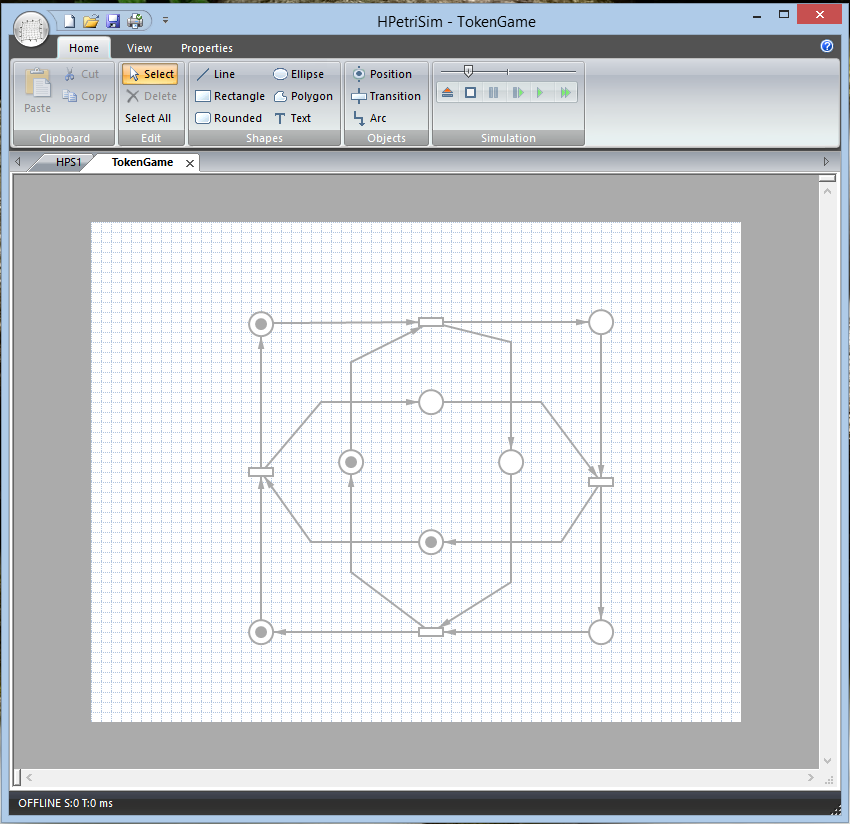 HPetriSim - TokenGame
Home View Properties
Paste
Cut
Copy
Clipboard
Select
Delete
Select All
Edit
Line Ellipse
Rectangle Polygon
Rounded Text
Shapes
Position
Transition
Arc
Objects
Simulation
HPS1 TokenGame
OFFLINE S:0 T:0 ms